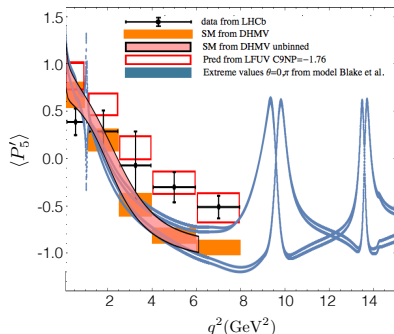 data from LHCb
SM from DHMV
SM from DHMV unbinned
Pred from LFUV C9NP=−1.76
Extreme values θ=0,π from model Blake et al.
1.5
1.0
0.5
0.0
-0.5
-1.0
⟨P′5⟩
2 4 6 8 10 12 14
q²(GeV²)